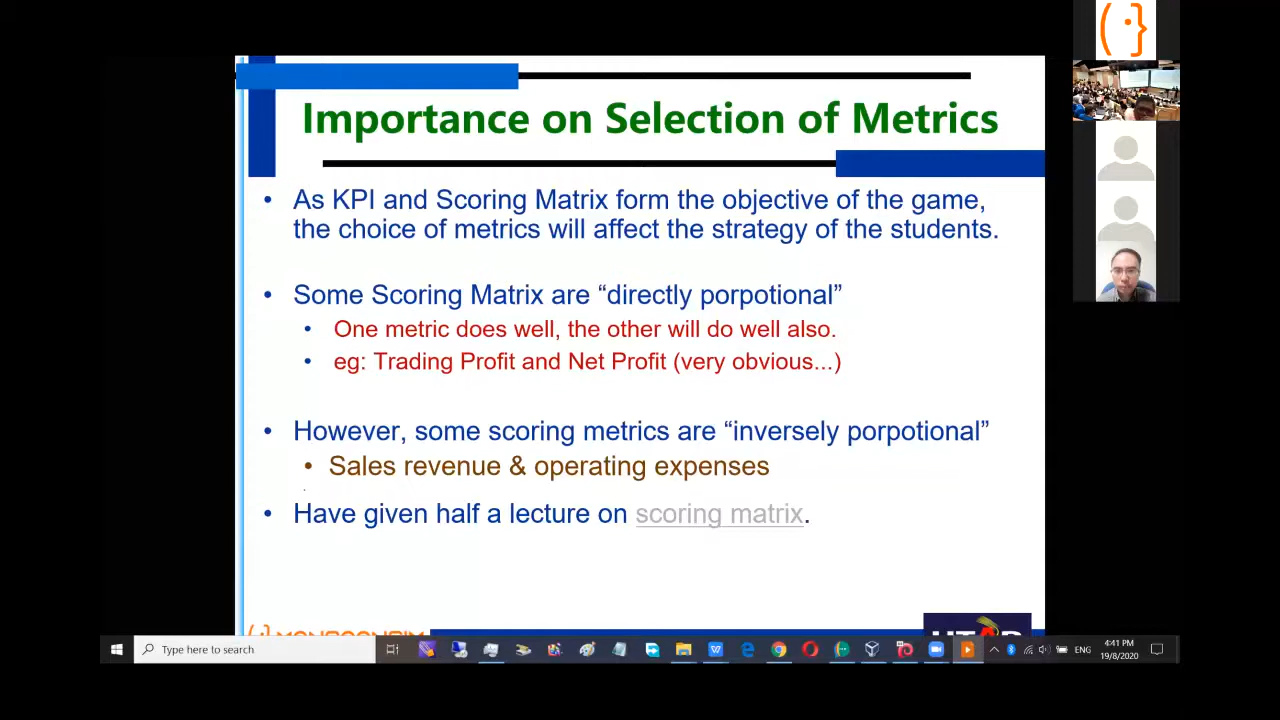 Importance on Selection of Metrics
• As KPI and Scoring Matrix form the objective of the game,
the choice of metrics will affect the strategy of the students.
• Some Scoring Matrix are “directly porpotional”
• One metric does well, the other will do well also.
• eg: Trading Profit and Net Profit (very obvious...)
• However, some scoring metrics are “inversely porpotional”
• Sales revenue & operating expenses
• Have given half a lecture on scoring matrix.
Type here to search
ENG
4:41 PM
19/8/2020